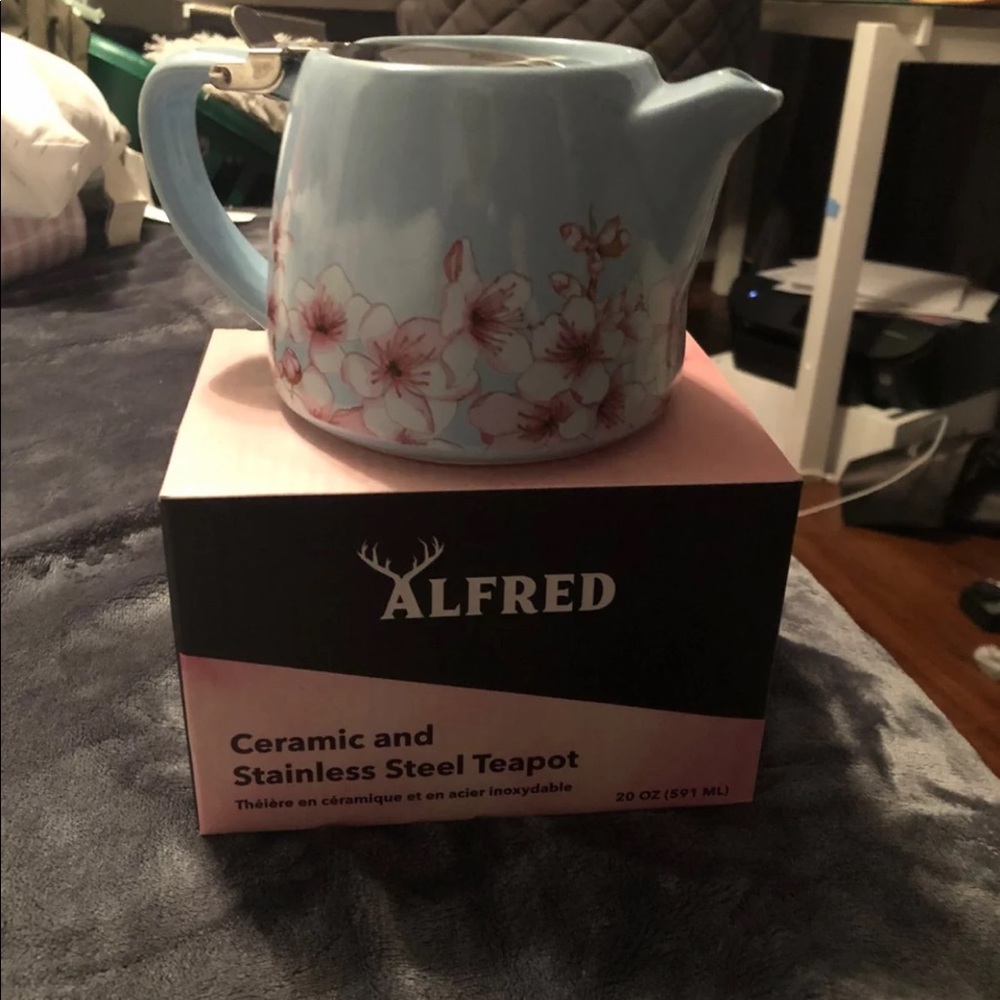 ALFRED
Ceramic and
Stainless Steel Teapot
Théière en céramique et en acier inoxydable
20 OZ (591 ML)